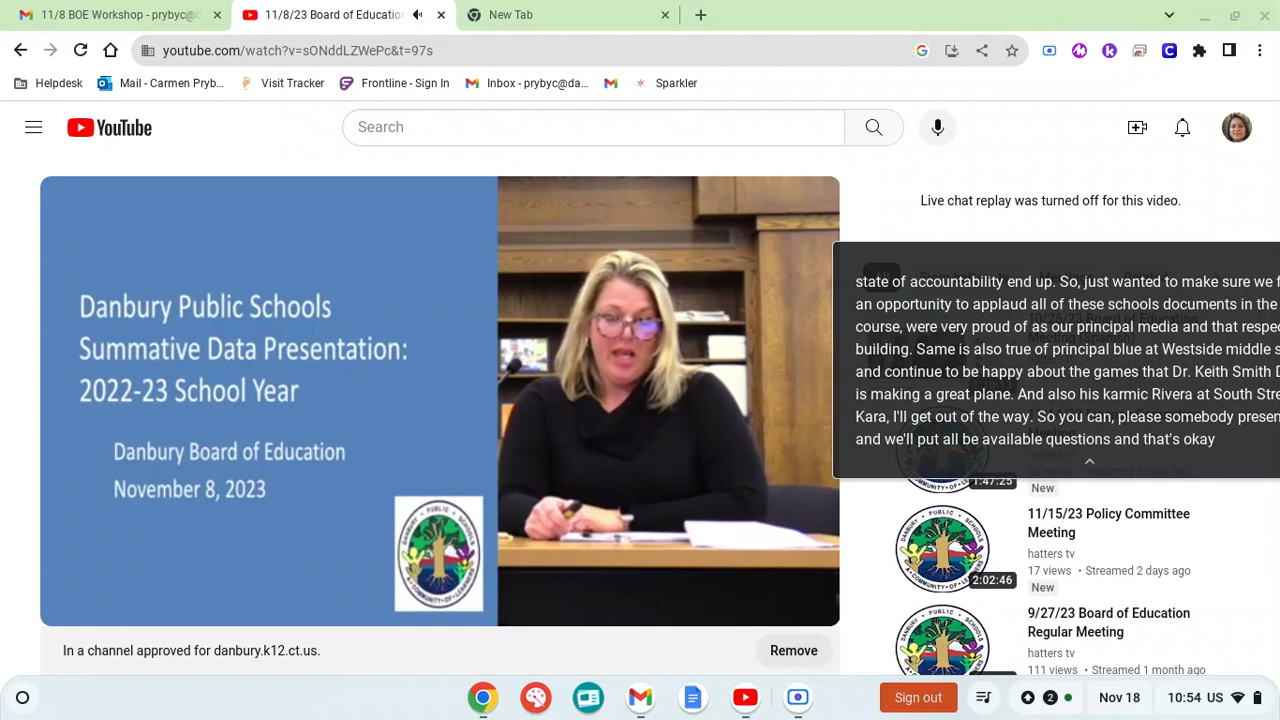 11/8 BOE Workshop - prybyc@d
11/8/23 Board of Education
New Tab
youtube.com/watch?v=sONddLZWePc&t=97s
Helpdesk
Mail - Carmen Pryb...
Visit Tracker
Frontline - Sign In
Inbox - prybyc@da...
Sparkler
YouTube
Search
Live chat replay was turned off for this video.
Danbury Public Schools
Summative Data Presentation:
2022-23 School Year
Danbury Board of Education
November 8, 2023
DANBURY PUBLIC SCHOOLS
A COMMUNITY OF LEARNERS
state of accountability end up. So, just wanted to make sure we f
an opportunity to applaud all of these schools documents in the
course, were very proud of as our principal media and that respe
building. Same is also true of principal blue at Westside middle s
and continue to be happy about the games that Dr. Keith Smith D
is making a great plane. And also his karmic Rivera at South Stre
Kara, I'll get out of the way. So you can, please somebody presen
and we'll put all be available questions and that's okay
1:47:25
New
11/15/23 Policy Committee
Meeting
hatters tv
17 views • Streamed 2 days ago
2:02:46
New
9/27/23 Board of Education
Regular Meeting
hatters tv
111 views • Streamed 1 month ago
In a channel approved for danbury.k12.ct.us.
Remove
Sign out
2
Nov 18
10:54 US